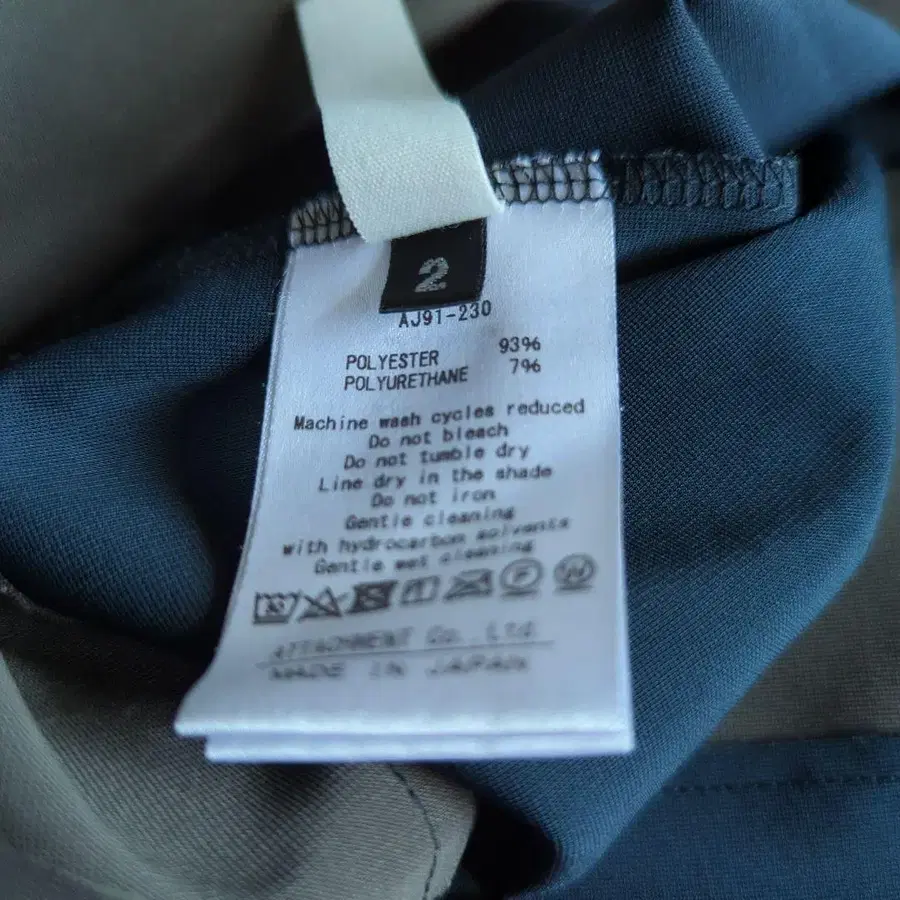 2
AJ91-230
POLYESTER 93%
POLYURETHANE 7%
Machine wash cycles reduced
Do not bleach
Do not tumble dry
Line dry in the shade
Do not iron
Gentle cleaning
with hydrocarbon solvents
Gentle wet cleaning
30 F W
ATTACHMENT Co., Ltd
MADE IN JAPAN